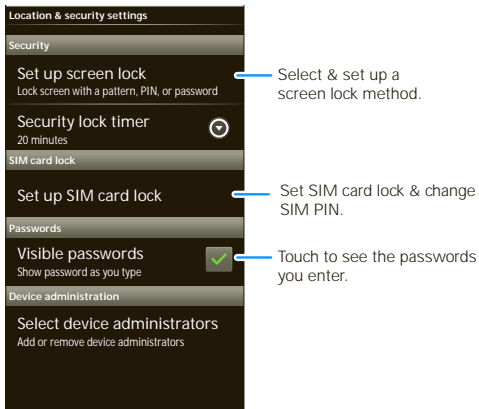 Location & security settings
Security
Set up screen lock
Lock screen with a pattern, PIN, or password
Select & set up a
screen lock method.
Security lock timer
20 minutes
SIM card lock
Set up SIM card lock
Set SIM card lock & change
SIM PIN.
Passwords
Visible passwords
Show password as you type
Touch to see the passwords
you enter.
Device administration
Select device administrators
Add or remove device administrators